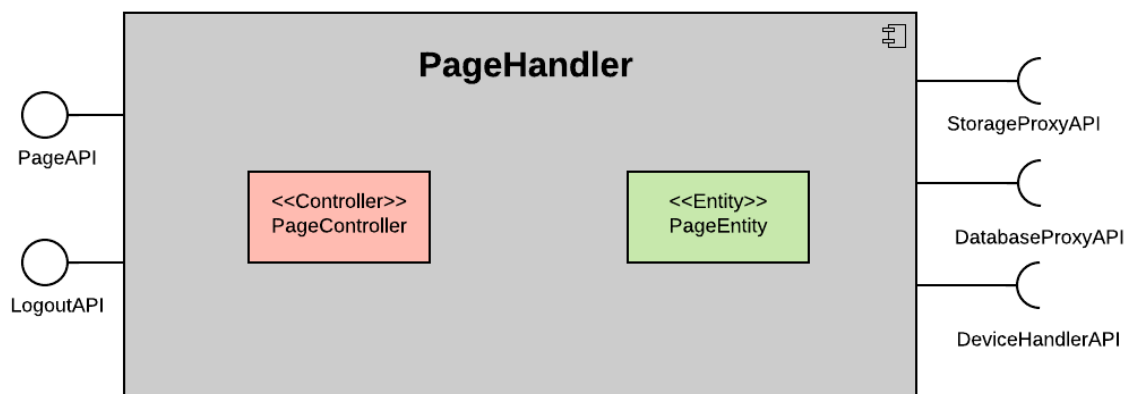 PageHandler
PageAPI
LogoutAPI
<<Controller>>
PageController
<<Entity>>
PageEntity
StorageProxyAPI
DatabaseProxyAPI
DeviceHandlerAPI